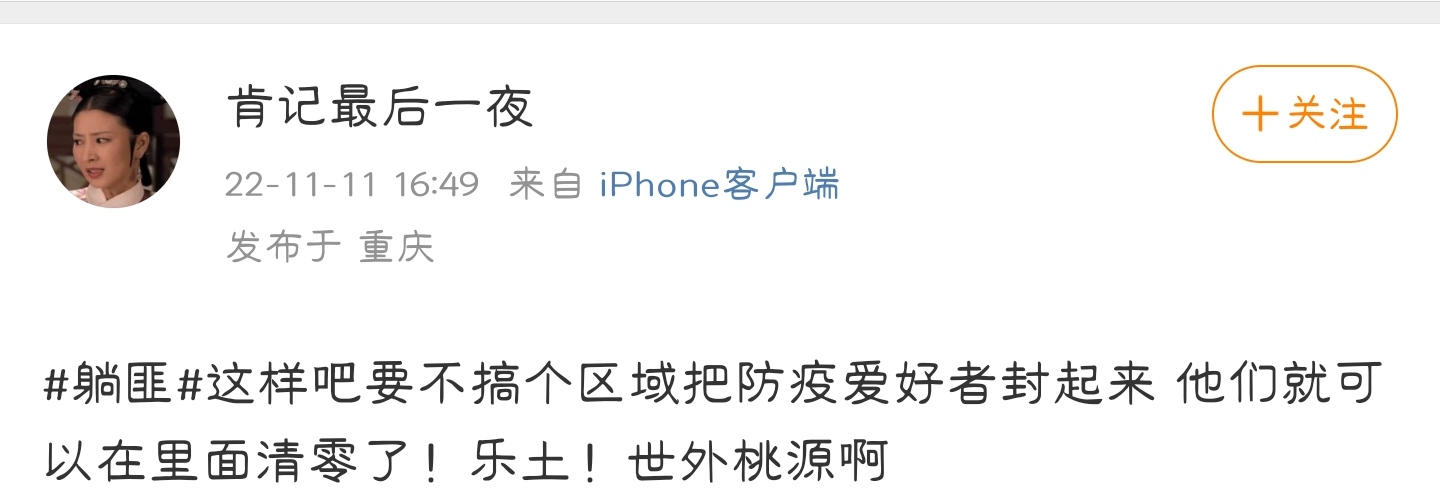 肯记最后一夜
+关注
22-11-11 16:49 来自 iPhone客户端
发布于 重庆
#躺匪#这样吧要不搞个区域把防疫爱好者封起来 他们就可
以在里面清零了！乐土！世外桃源啊